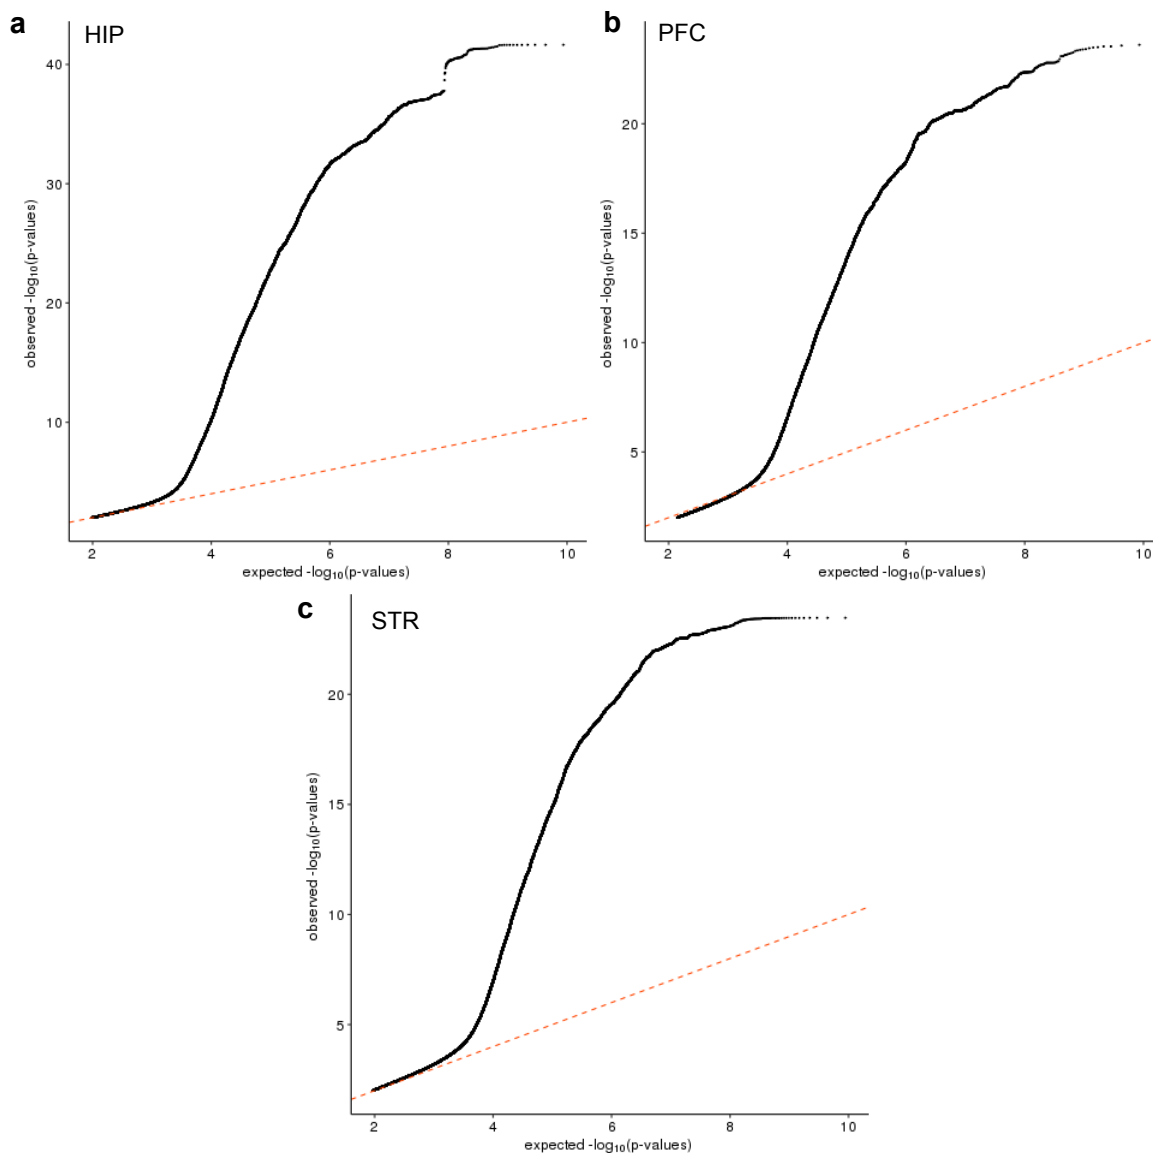 a
HIP
40
30
20
10
observed -log10(p-values)
2 4 6 8 10
expected -log10(p-values)
b
PFC
20
15
10
5
observed -log10(p-values)
2 4 6 8 10
expected -log10(p-values)
c
STR
20
15
10
5
observed -log10(p-values)
2 4 6 8 10
expected -log10(p-values)